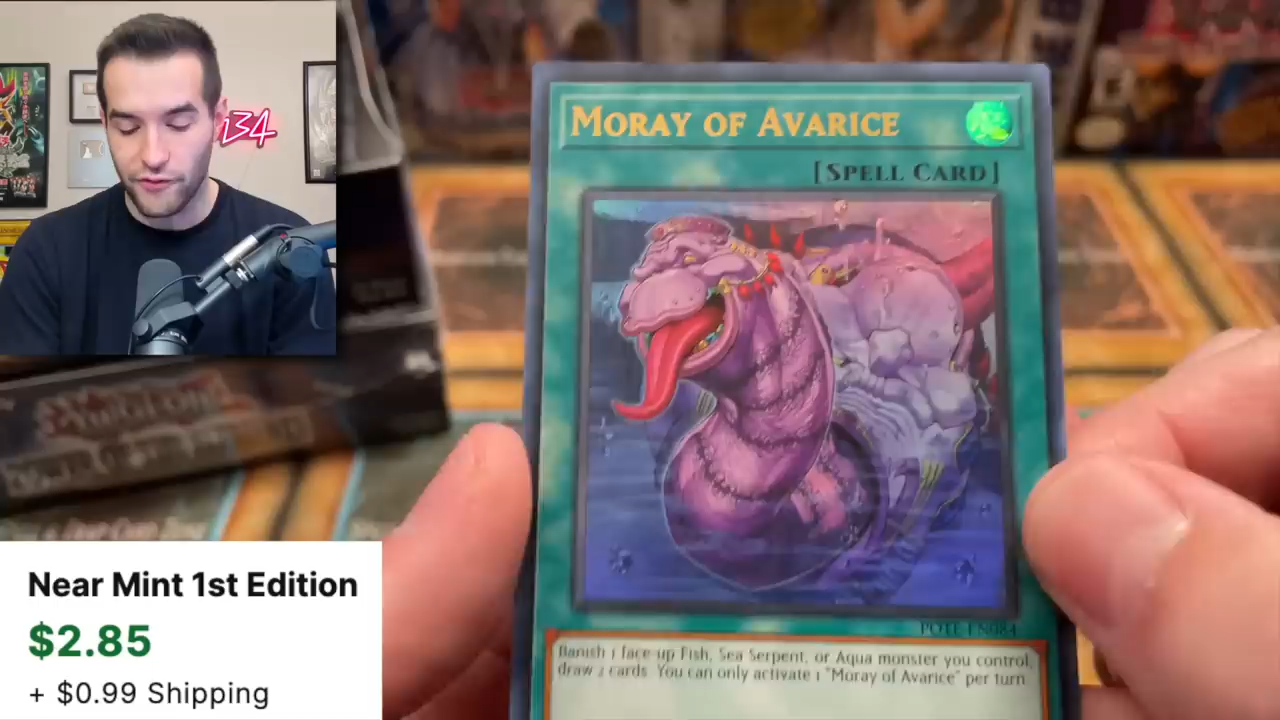 134
MORAY OF AVARICE
[SPELL CARD]
POTE-EN084
Banish 1 face-up Fish, Sea Serpent, or Aqua monster you control,
draw 2 cards. You can only activate 1 "Moray of Avarice" per turn
Near Mint 1st Edition
$2.85
+ $0.99 Shipping